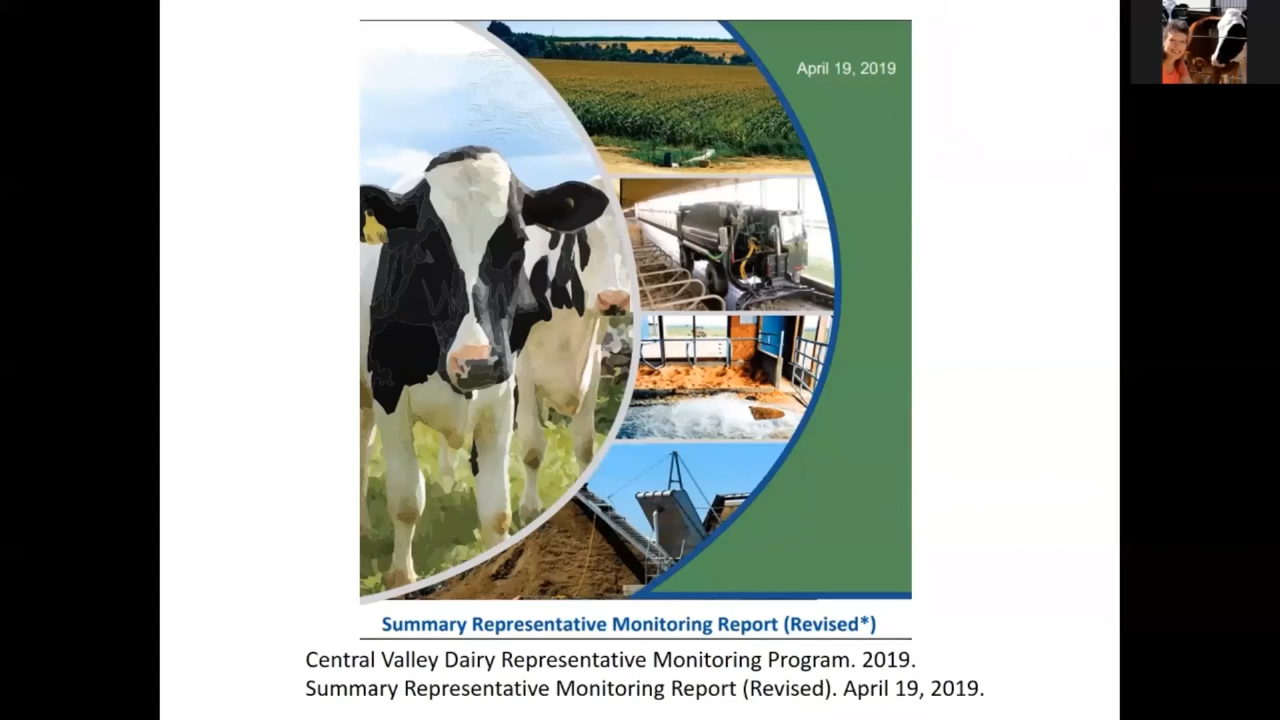 April 19, 2019
Summary Representative Monitoring Report (Revised*)
Central Valley Dairy Representative Monitoring Program. 2019.
Summary Representative Monitoring Report (Revised). April 19, 2019.